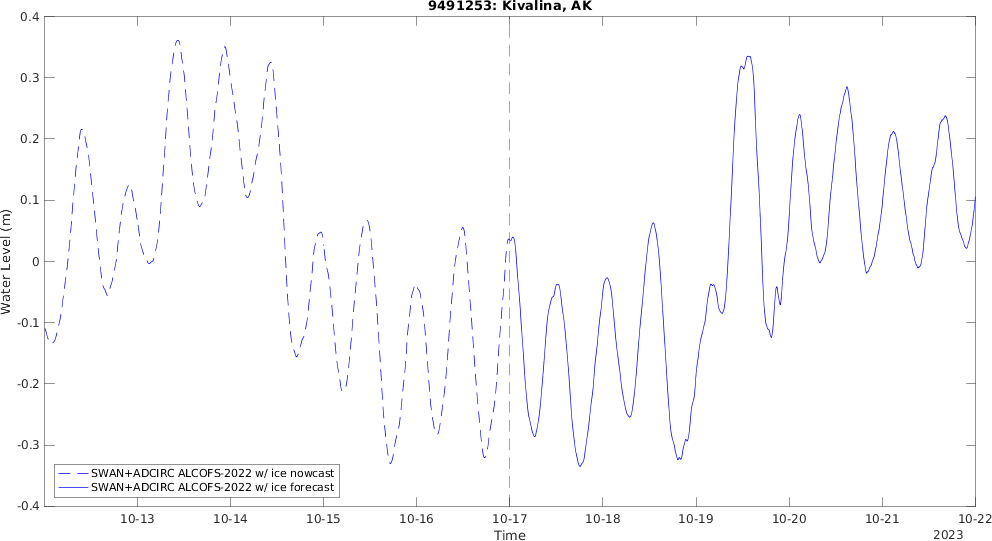 9491253: Kivalina, AK
0.4
0.3
0.2
0.1
0
-0.1
-0.2
-0.3
-0.4
Water Level (m)
SWAN+ADCIRC ALCOFS-2022 w/ ice nowcast
SWAN+ADCIRC ALCOFS-2022 w/ ice forecast
10-13 10-14 10-15 10-16 10-17 10-18 10-19 10-20 10-21 10-22
Time
2023